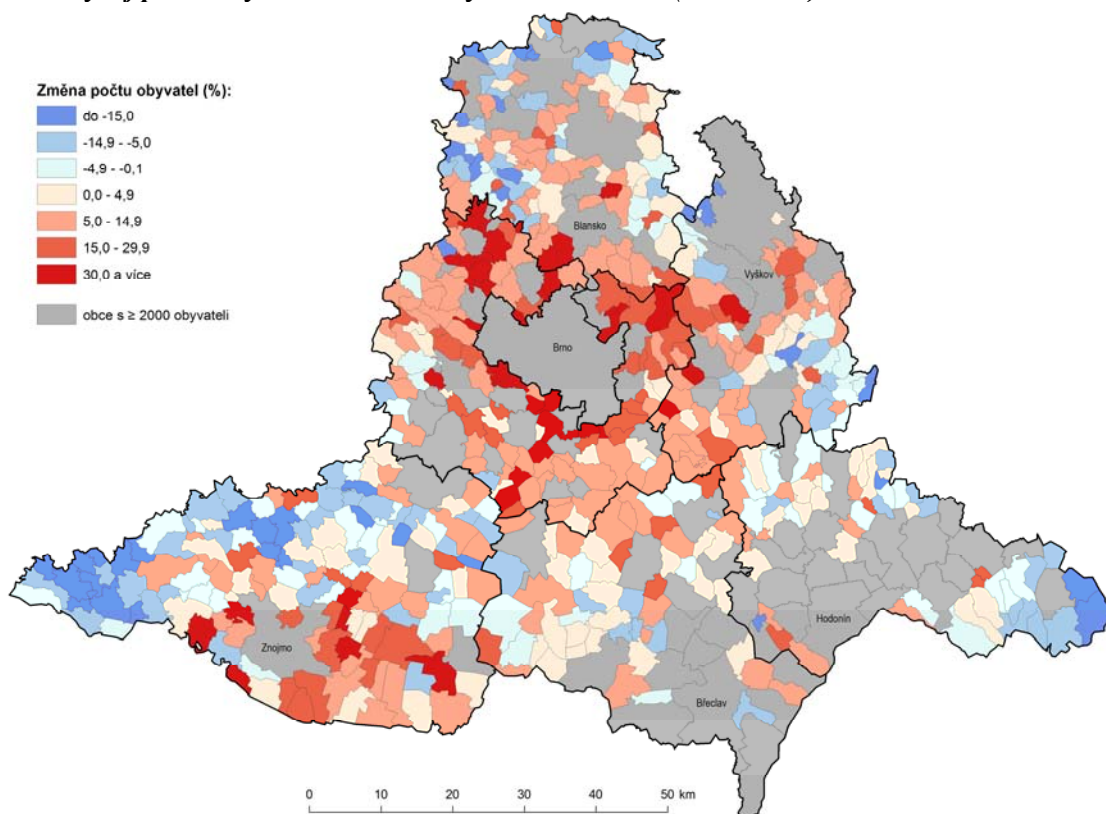 Změna počtu obyvatel (%):
do -15,0
-14,9 - -5,0
-4,9 - -0,1
0,0 - 4,9
5,0 - 14,9
15,0 - 29,9
30,0 a více
obce s ≥ 2000 obyvateli
Blansko
Vyškov
Brno
Znojmo
Hodonín
Břeclav
0 10 20 30 40 50 km